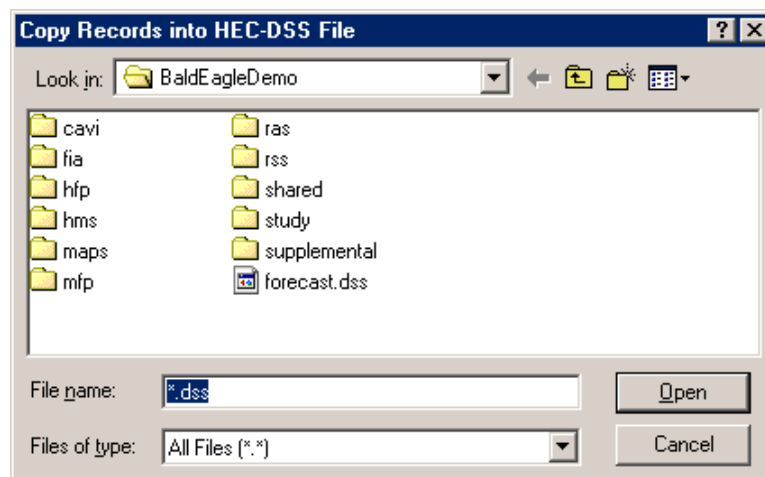 Copy Records into HEC-DSS File
Look in: BaldEagleDemo
cavi
fia
hfp
hms
maps
mfp
ras
rss
shared
study
supplemental
forecast.dss
File name: *.dss
Open
Files of type: All Files (*.*)
Cancel